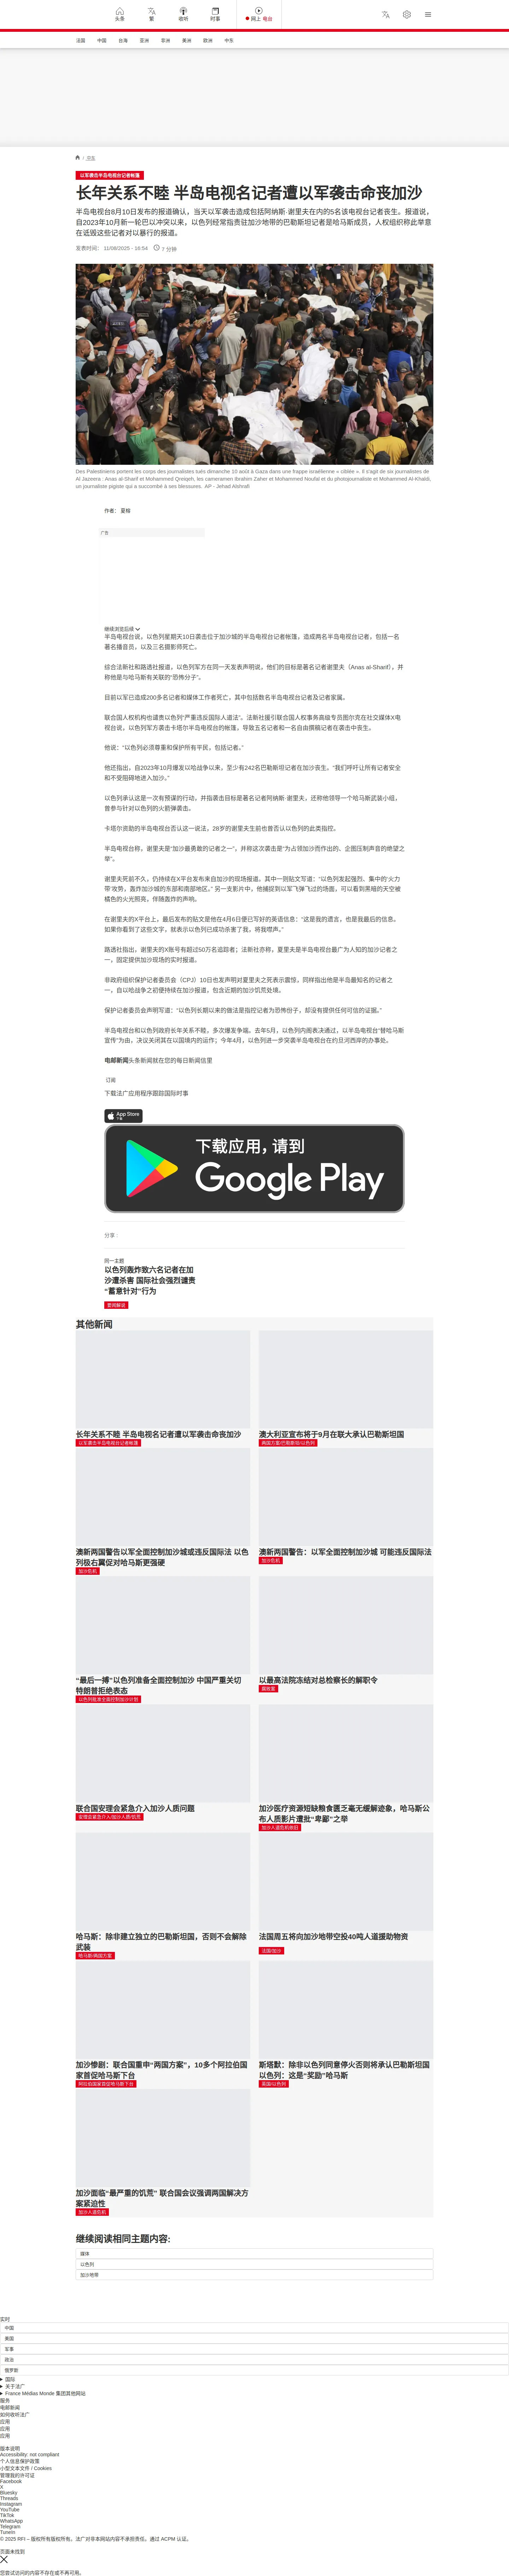 头条
繁
收听
时事
网上 电台
法国
中国
台海
亚洲
非洲
美洲
欧洲
中东
/ 中东
以军袭击半岛电视台记者帐篷
长年关系不睦 半岛电视名记者遭以军袭击命丧加沙
半岛电视台8月10日发布的报道确认，当天以军袭击造成包括阿纳斯·谢里夫在内的5名该电视台记者丧生。报道说，
自2023年10月新一轮巴以冲突以来，以色列经常指责驻加沙地带的巴勒斯坦记者是哈马斯成员，人权组织称此举意
在诋毁这些记者对以暴行的报道。
发表时间： 11/08/2025 - 18:54 7 分钟
Des Palestiniens portent les corps des journalistes tués dimanche 10 août à Gaza dans une frappe israélienne « ciblée ». Il s'agit de six journalistes de
Al Jazeera : Anas al-Sharif et Mohammed Qreiqeh, les cameramen Ibrahim Zaher et Mohammed Noufal et du photojournaliste et Mohammed Al-Khaldi,
un journaliste pigiste qui a succombé à ses blessures. AP - Jehad Alshrafi
作者： 夏榕
广告
继续浏览后续
半岛电视台说，以色列星期天10日袭击位于加沙城的半岛电视台记者帐篷，造成两名半岛电视台记者，包括一名
著名播音员，以及三名摄影师死亡。
综合法新社和路透社报道，以色列军方在同一天发表声明说，他们的目标是著名记者谢里夫（Anas al-Sharif），并
称他是与哈马斯有关联的“恐怖分子”。
目前以军已造成200多名记者和媒体工作者死亡，其中包括数名半岛电视台记者及记者家属。
联合国人权机构也谴责以色列“严重违反国际人道法”。法新社援引联合国人权事务高级专员图尔克在社交媒体X电
视台说，以色列军方袭击卡塔尔半岛电视台的帐篷，导致五名记者和一名自由撰稿记者在袭击中丧生。
他说：“以色列必须尊重和保护所有平民，包括记者。”
他还指出，自2023年10月爆发以哈战争以来，至少有242名巴勒斯坦记者在加沙丧生。“我们呼吁让所有记者安全
和不受阻碍地进入加沙。”
以色列承认这是一次有预谋的行动，并指袭击目标是著名记者阿纳斯·谢里夫，还称他领导一个哈马斯武装小组，
曾参与针对以色列的火箭弹袭击。
卡塔尔资助的半岛电视台否认这一说法，28岁的谢里夫生前也曾否认以色列的此类指控。
半岛电视台称，谢里夫是“加沙最勇敢的记者之一”，并称这次袭击是“为占领加沙而作出的、企图压制声音的绝望之
举”。
谢里夫死前不久，仍持续在X平台发布来自加沙的现场报道。其中一则贴文写道：“以色列发起强烈、集中的‘火力
带’攻势，轰炸加沙城的东部和南部地区。” 另一支影片中，他捕捉到以军飞弹飞过的场面，可以看到黑暗的天空被
橘色的火光照亮，伴随轰炸的声响。
在谢里夫的X平台上，最后发布的贴文是他在4月6日便已写好的英语信息：“这是我的遗言，也是我最后的信息。
如果你看到了这些文字，就表示以色列已成功杀害了我，将我噤声。”
路透社指出，谢里夫的X账号有超过50万名追踪者；法新社亦称，夏里夫是半岛电视台最广为人知的加沙记者之
一，固定提供加沙现场的实时报道。
非政府组织保护记者委员会（CPJ）10日也发声明对夏里夫之死表示震惊。同样指出他是半岛最知名的记者之
一，自以哈战争之初便持续在加沙报道，包含近期的加沙饥荒处境。
保护记者委员会声明写道：“以色列长期以来的做法是指控记者为恐怖份子，却没有提供任何可信的证据。”
半岛电视台和以色列政府长年关系不睦，多次爆发争端。去年5月，以色列内阁表决通过，以半岛电视台“替哈马斯
宣传”为由，决议关闭其在以国境内的运作；今年4月，以色列进一步突袭半岛电视台在约旦河西岸的办事处。
电邮新闻头条新闻就在您的每日新闻信里
订阅
下载法广应用程序跟踪国际时事
App Store
下载应用，请到
Google Play
分享 :
同一主题
以色列轰炸致六名记者在加
沙遭杀害 国际社会强烈谴责
“蓄意针对”行为
要闻解说
其他新闻
长年关系不睦 半岛电视名记者遭以军袭击命丧加沙
以军袭击半岛电视台记者帐篷
澳大利亚宣布将于9月在联大承认巴勒斯坦国
两国方案/巴勒斯坦/以色列
澳新两国警告以军全面控制加沙城或违反国际法 以色
列极右翼促对哈马斯更强硬
加沙危机
澳新两国警告：以军全面控制加沙城 可能违反国际法
加沙危机
“最后一搏”以色列准备全面控制加沙 中国严重关切
特朗普拒绝表态
以色列批准全面控制加沙计划
以最高法院冻结对总检察长的解职令
固效案
联合国安理会紧急介入加沙人质问题
安理会紧急介入/加沙人质/饥荒
加沙医疗资源短缺粮食匮乏毫无缓解迹象，哈马斯公
布人质影片遭批“卑鄙”之举
加沙人道危机依旧
哈马斯：除非建立独立的巴勒斯坦国，否则不会解除
武装
哈马斯/两国方案
法国周五将向加沙地带空投40吨人道援助物资
法国/加沙
加沙惨剧：联合国重申“两国方案”，10多个阿拉伯国
家首促哈马斯下台
阿拉伯国家首促哈马斯下台
斯塔默：除非以色列同意停火否则将承认巴勒斯坦国
以色列：这是“奖励”哈马斯
英国/以色列
加沙面临“最严重的饥荒” 联合国会议强调两国解决方
案紧迫性
加沙人道危机
继续阅读相同主题内容:
媒体
以色列
加沙地带
实时
中国
美国
军事
政治
俄罗斯
国际
关于法广
France Médias Monde 集团其他网站
服务
电邮新闻
如何收听法广
应用
应用
应用
版本说明
Accessibility: not compliant
个人信息保护政策
小型文本文件 / Cookies
管理我的许可证
Facebook
X
Bluesky
Threads
Instagram
YouTube
TikTok
WhatsApp
Telegram
TuneIn
© 2025 RFI – 版权所有版权所有。法广对非本网站内容不承担责任。通过 ACPM 认证。
页面未找到
您尝试访问的内容不存在或不再可用。